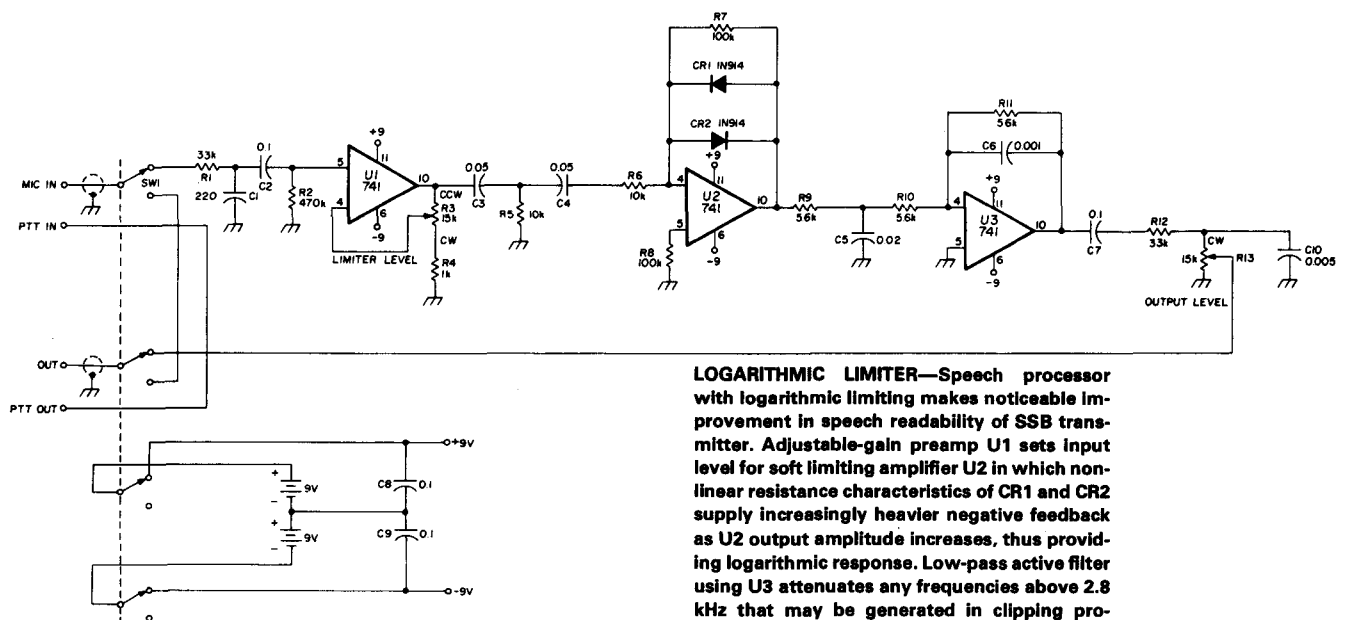 R7
100k
CR1 1N914
CR2 1N914
+9
R11
56k
C6
0.001
+9
0.1
33k
R1
C2
+9
5
11
U1
741
10
4
6
-9
CCW
R3
15k
CW
R4
1k
LIMITER LEVEL
0.05
C3
0.05
C4
R5
10k
R6
10k
4
11
U2
741
10
5
6
-9
R8
100k
R9
56k
R10
56k
C5
0.02
4
11
U3
741
10
5
6
-9
0.1
C7
R12
33k
CW
15k
R13
C10
0.005
OUTPUT LEVEL
MIC IN
SW1
220
C1
R2
470k
PTT IN
OUT
PTT OUT
+9V
+
9V
-
C8
0.1
+
9V
-
C9
0.1
-9V
LOGARITHMIC LIMITER—Speech processor
with logarithmic limiting makes noticeable im-
provement in speech readability of SSB trans-
mitter. Adjustable-gain preamp U1 sets input
level for soft limiting amplifier U2 in which non-
linear resistance characteristics of CR1 and CR2
supply increasingly heavier negative feedback
as U2 output amplitude increases, thus provid-
ing logarithmic response. Low-pass active filter
using U3 attenuates any frequencies above 2.8
kHz that may be generated in clipping pro-